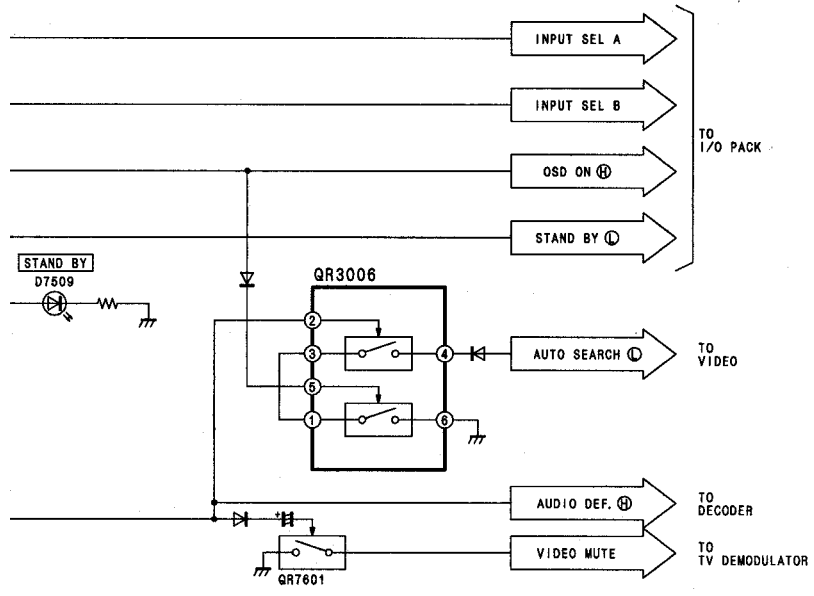 INPUT SEL A
INPUT SEL B
TO
I/O PACK
OSD ON Ⓗ
STAND BY Ⓛ
STAND BY
D7509
QR3006
2
3
4
5
1
6
AUTO SEARCH Ⓛ
TO
VIDEO
AUDIO DEF. Ⓗ
TO
DECODER
+
VIDEO MUTE
TO
TV DEMODULATOR
QR7601